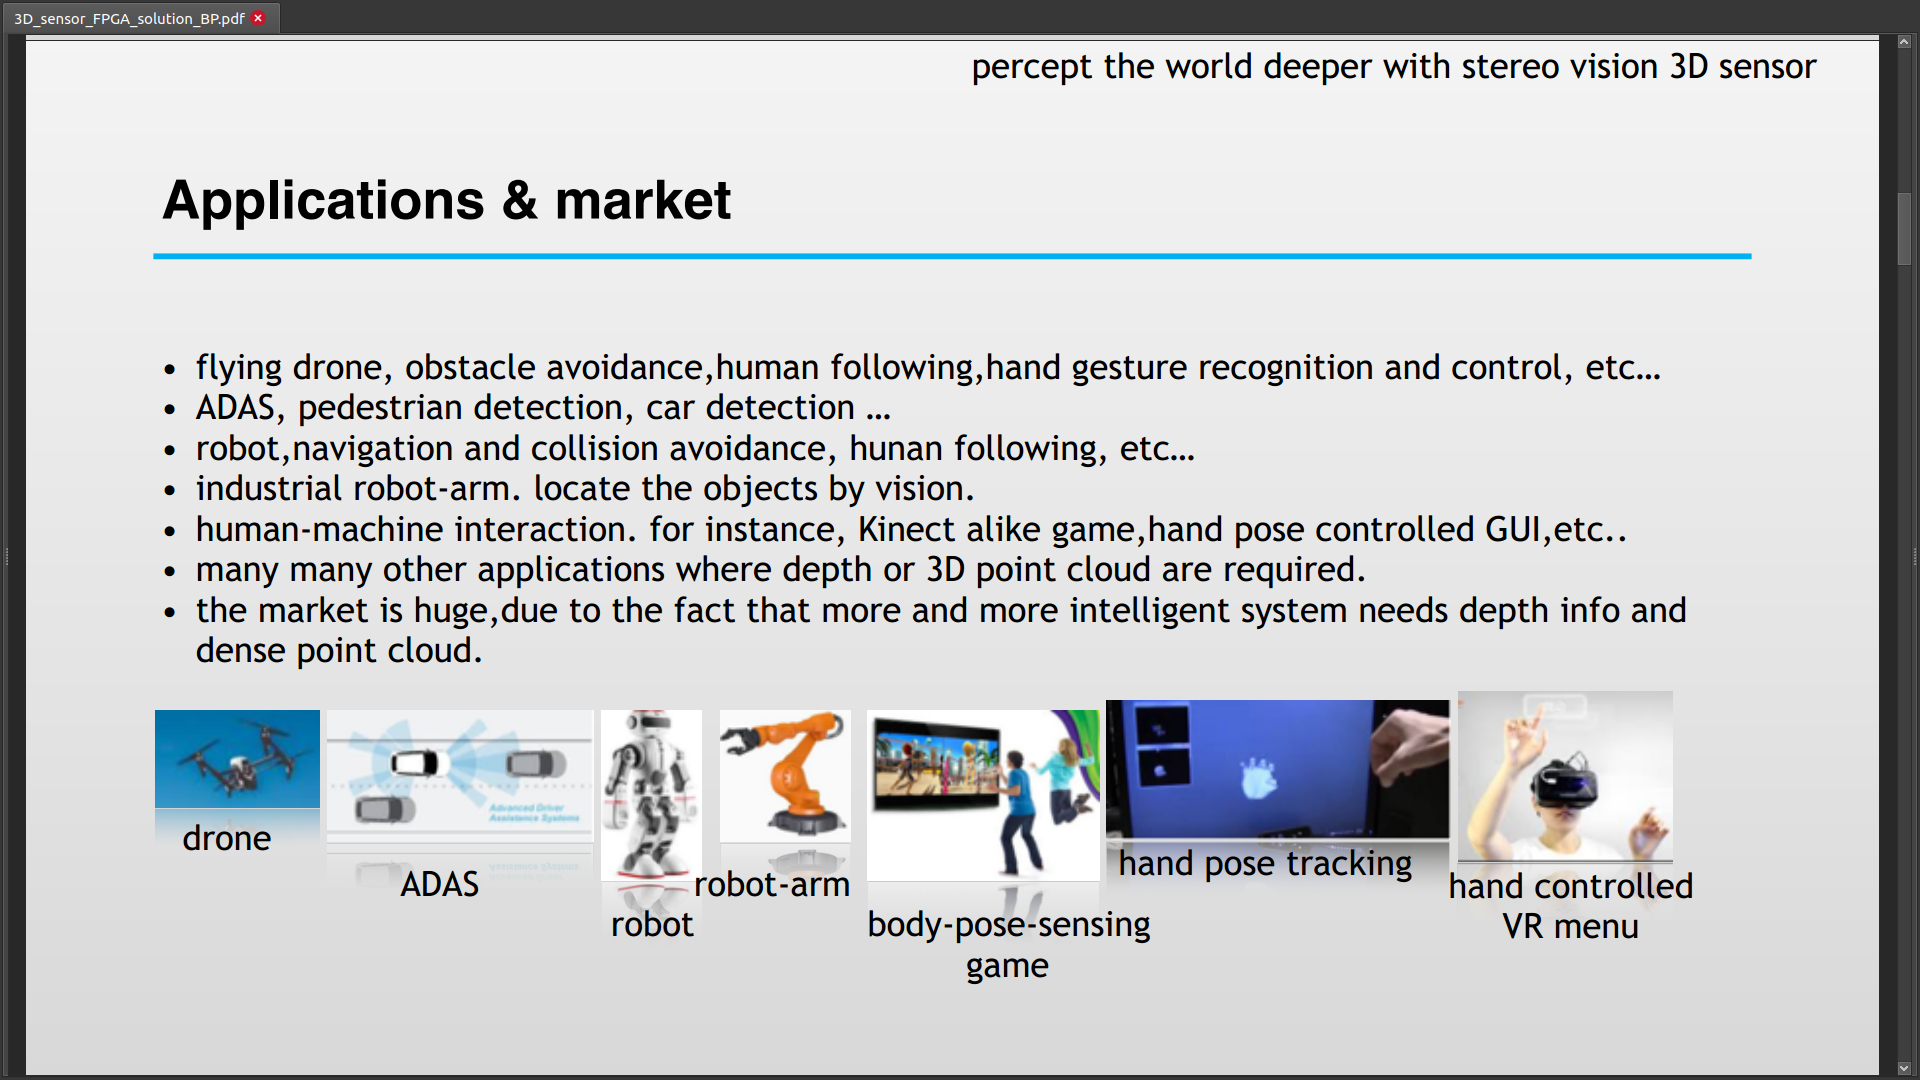 3D_sensor_FPGA_solution_BP.pdf
percept the world deeper with stereo vision 3D sensor
Applications & market
• flying drone, obstacle avoidance,human following,hand gesture recognition and control, etc…
• ADAS, pedestrian detection, car detection …
• robot,navigation and collision avoidance, hunan following, etc…
• industrial robot-arm. locate the objects by vision.
• human-machine interaction. for instance, Kinect alike game,hand pose controlled GUI,etc..
• many many other applications where depth or 3D point cloud are required.
• the market is huge,due to the fact that more and more intelligent system needs depth info and
dense point cloud.
Advanced Driver
Assistance Systems
drone
ADAS
robot
robot-arm
body-pose-sensing
game
hand pose tracking
hand controlled
VR menu